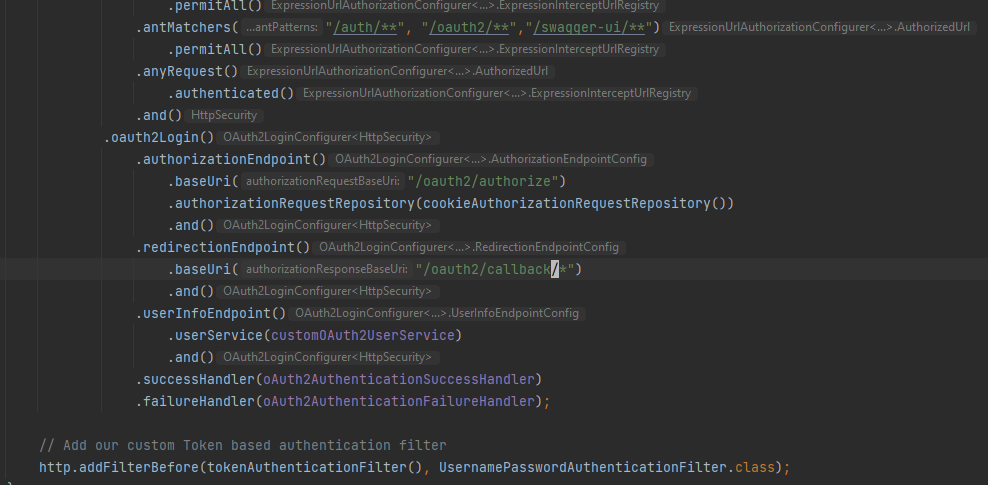 .permitAll() ExpressionUrlAuthorizationConfigurer<...>.ExpressionInterceptUrlRegistry
.antMatchers( ...antPatterns: "/auth/**", "/oauth2/**","/swagger-ui/**") ExpressionUrlAuthorizationConfigurer<...>.AuthorizedUrl
.permitAll() ExpressionUrlAuthorizationConfigurer<...>.ExpressionInterceptUrlRegistry
.anyRequest() ExpressionUrlAuthorizationConfigurer<...>.AuthorizedUrl
.authenticated() ExpressionUrlAuthorizationConfigurer<...>.ExpressionInterceptUrlRegistry
.and() HttpSecurity
.oauth2Login() OAuth2LoginConfigurer<HttpSecurity>
.authorizationEndpoint() OAuth2LoginConfigurer<...>.AuthorizationEndpointConfig
.baseUri( authorizationRequestBaseUri: "/oauth2/authorize")
.authorizationRequestRepository(cookieAuthorizationRequestRepository())
.and() OAuth2LoginConfigurer<HttpSecurity>
.redirectionEndpoint() OAuth2LoginConfigurer<...>.RedirectionEndpointConfig
.baseUri( authorizationResponseBaseUri: "/oauth2/callback/*")
.and() OAuth2LoginConfigurer<HttpSecurity>
.userInfoEndpoint() OAuth2LoginConfigurer<...>.UserInfoEndpointConfig
.userService(customOAuth2UserService)
.and() OAuth2LoginConfigurer<HttpSecurity>
.successHandler(oAuth2AuthenticationSuccessHandler)
.failureHandler(oAuth2AuthenticationFailureHandler);
// Add our custom Token based authentication filter
http.addFilterBefore(tokenAuthenticationFilter(), UsernamePasswordAuthenticationFilter.class);